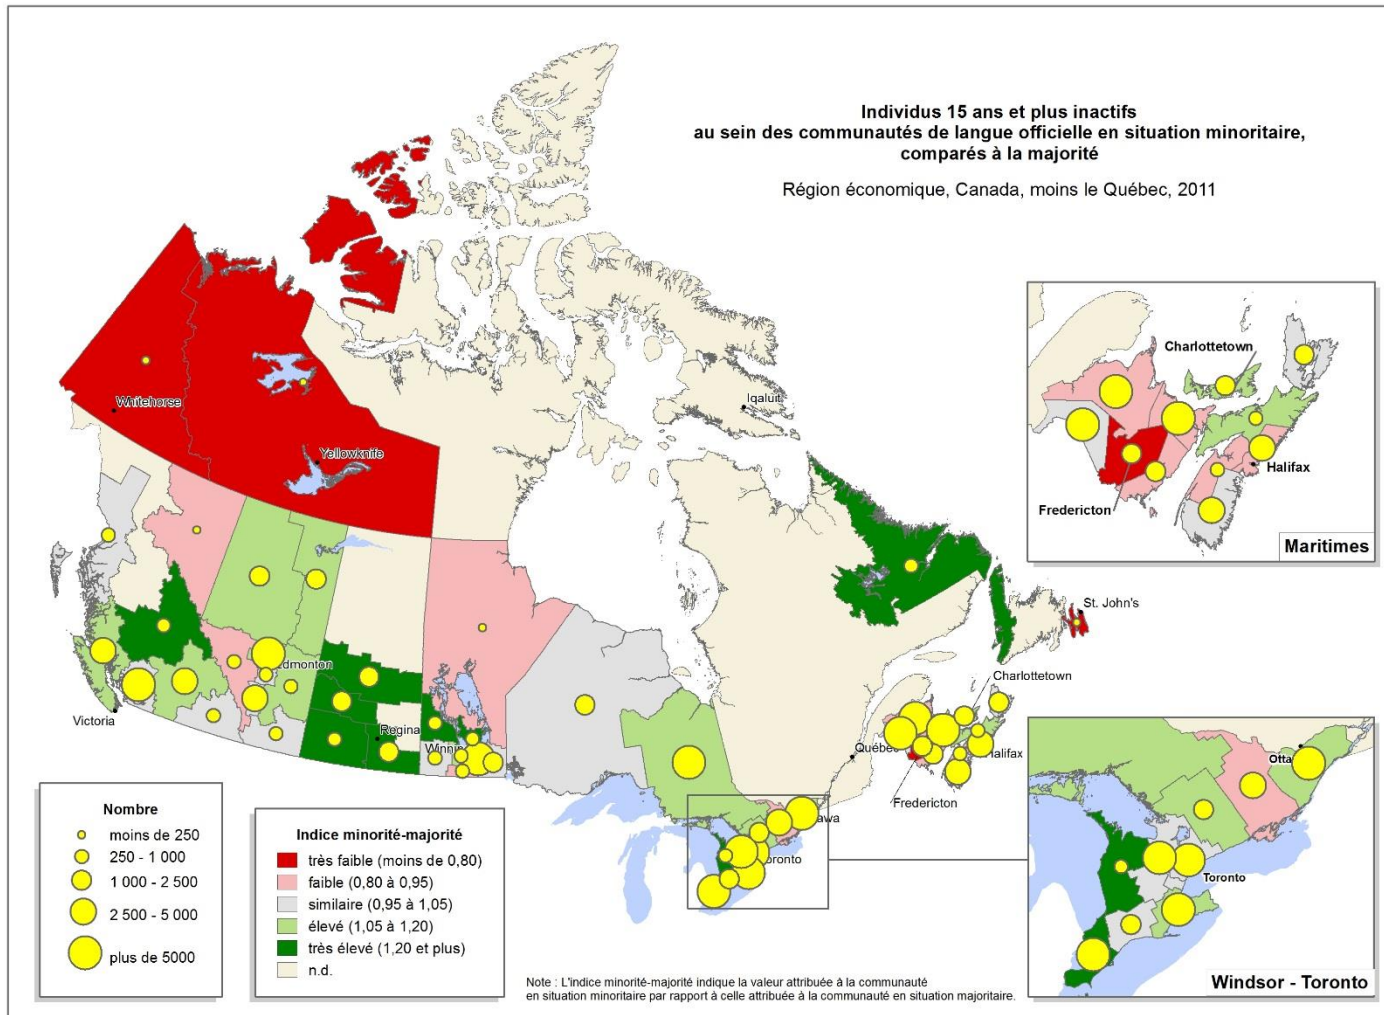 Individus 15 ans et plus inactifs
au sein des communautés de langue officielle en situation minoritaire,
comparés à la majorité
Région économique, Canada, moins le Québec, 2011
Whitehorse
Yellowknife
Iqaluit
Edmonton
Victoria
Regina
Winnip
Québec
St. John's
Charlottetown
Halifax
Fredericton
awa
oronto
Charlottetown
Halifax
Fredericton
Maritimes
Otta
Toronto
Windsor - Toronto
Nombre
moins de 250
250 - 1 000
1 000 - 2 500
2 500 - 5 000
plus de 5000
Indice minorité-majorité
très faible (moins de 0,80)
faible (0,80 à 0,95)
similaire (0,95 à 1,05)
élevé (1,05 à 1,20)
très élevé (1,20 et plus)
n.d.
Note : L'indice minorité-majorité indique la valeur attribuée à la communauté
en situation minoritaire par rapport à celle attribuée à la communauté en situation majoritaire.